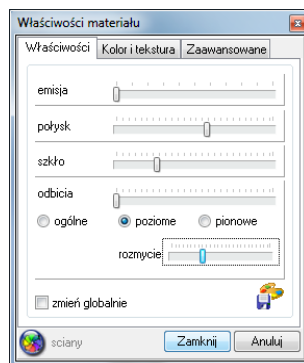 Właściwości materiału
Właściwości Kolor i tekstura Zaawansowane
emisja
połysk
szkło
odbicia
ogólne poziome pionowe
rozmycie
zmień globalnie
sciany Zamknij Anuluj